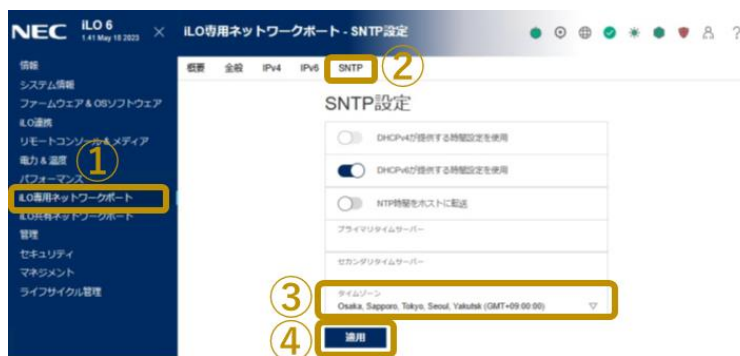 NEC iLO 6
1.41 May 18 2023
× iLO専用ネットワークポート - SNTP設定
?
情報
システム情報
ファームウェア & OSソフトウェア
iLO連携
リモートコンソール & メディア
電力 & 温度
パフォーマンス
iLO専用ネットワークポート
iLO共有ネットワークポート
管理
セキュリティ
マネジメント
ライフサイクル管理
①
概要 全般 IPv4 IPv6 SNTP
②
SNTP設定
DHCPv4が提供する時間設定を使用
DHCPv6が提供する時間設定を使用
NTP時間をホストに転送
プライマリタイムサーバー
セカンダリタイムサーバー
③
タイムゾーン
Osaka, Sapporo, Tokyo, Seoul, Yakutsk (GMT+09:00:00)
④
適用